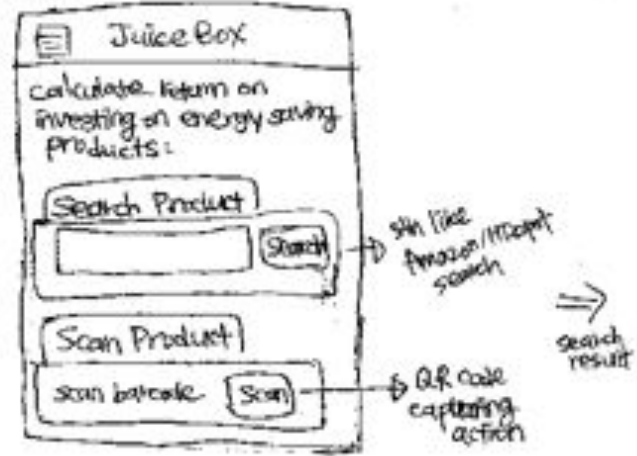 Juice Box
calculate return on
investing on energy saving
products:
Search Product
Search
sth like
Amazon/HDepot
search
Scan Product
scan barcode
Scan
QR code
capturing
action
search
result